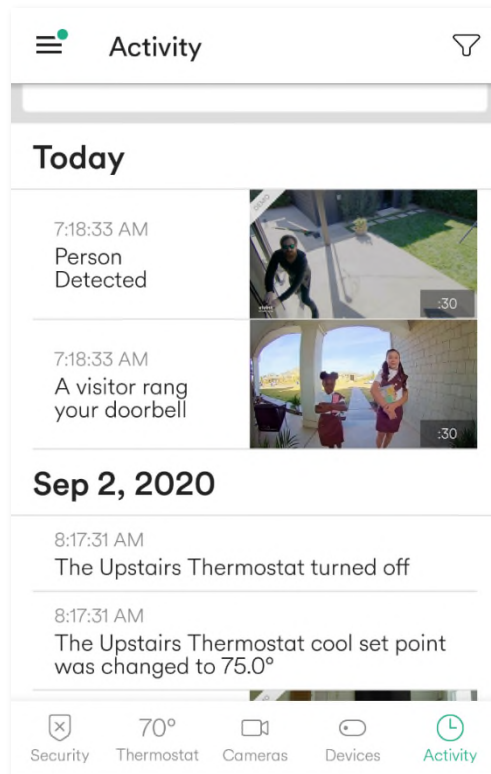 Activity
Today
7:18:33 AM
Person
Detected
DEMO
vivint
:30
7:18:33 AM
A visitor rang
your doorbell
:30
Sep 2, 2020
8:17:31 AM
The Upstairs Thermostat turned off
8:17:31 AM
The Upstairs Thermostat cool set point
was changed to 75.0°
70°
Security
Thermostat
Cameras
Devices
Activity